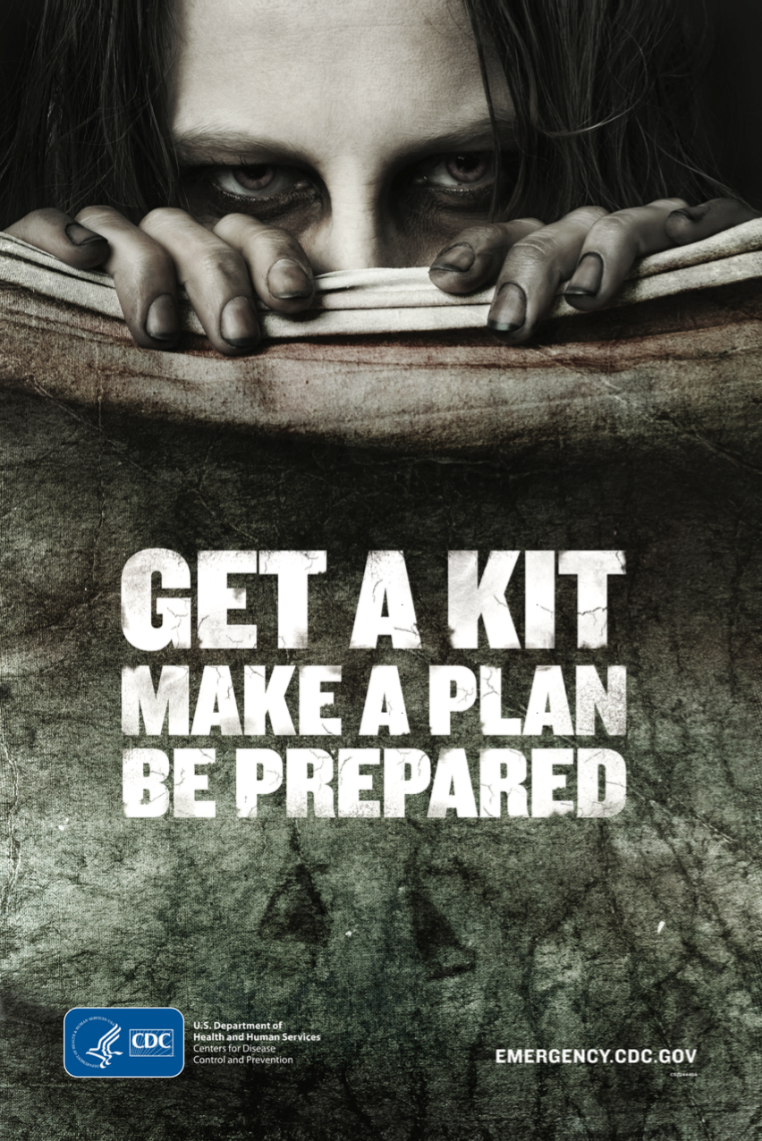 GET A KIT
MAKE A PLAN
BE PREPARED
CDC
U.S. Department of
Health and Human Services
Centers for Disease
Control and Prevention
EMERGENCY.CDC.GOV